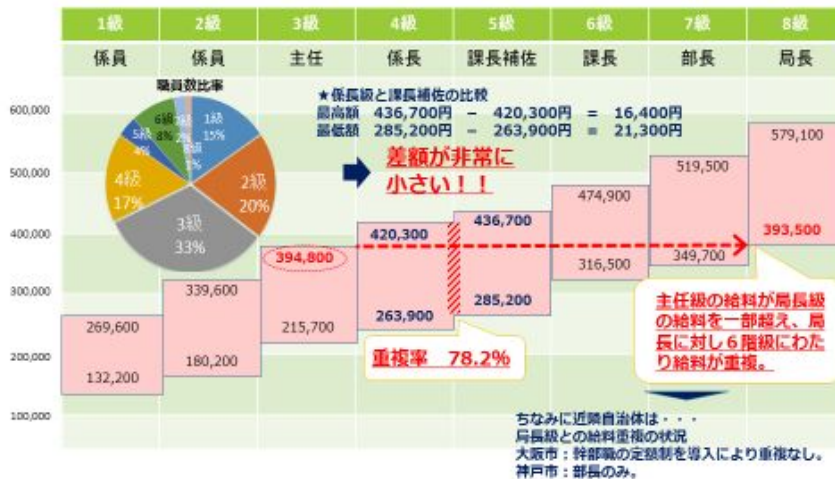 1級 2級 3級 4級 5級 6級 7級 8級
係員 係員 主任 係長 課長補佐 課長 部長 局長
職員数比率
1級
15%
2級
20%
3級
33%
4級
17%
5級
4%
6級
8%
2%
1%
★係長級と課長補佐の比較
最高額 436,700円 － 420,300円 ＝ 16,400円
最低額 285,200円 － 263,900円 ＝ 21,300円
差額が非常に
小さい！！
600,000
500,000
400,000
300,000
200,000
100,000
269,600
132,200
339,600
180,200
394,800
215,700
420,300
263,900
436,700
285,200
474,900
316,500
519,500
349,700
579,100
393,500
重複率 78.2%
主任級の給料が局長級
の給料を一部超え、局
長に対し６階級にわた
り給料が重複。
ちなみに近隣自治体は・・・
局長級との給料重複の状況
大阪市：幹部職の定額制を導入により重複なし。
神戸市：部長のみ。